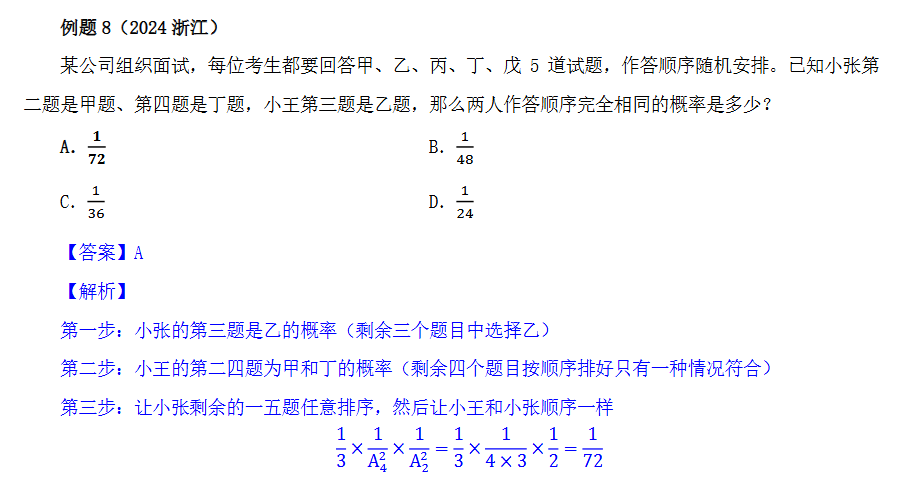 例题8（2024浙江）
某公司组织面试，每位考生都要回答甲、乙、丙、丁、戊 5 道试题，作答顺序随机安排。已知小张第
二题是甲题、第四题是丁题，小王第三题是乙题，那么两人作答顺序完全相同的概率是多少？
A. 1/72 B. 1/48
C. 1/36 D. 1/24
【答案】A
【解析】
第一步：小张的第三题是乙的概率（剩余三个题目中选择乙）
第二步：小王的第二四题为甲和丁的概率（剩余四个题目按顺序排好只有一种情况符合）
第三步：让小张剩余的一五题任意排序，然后让小王和小张顺序一样
1/3 × 1/A₄² × 1/A₂² = 1/3 × 1/(4×3) × 1/2 = 1/72